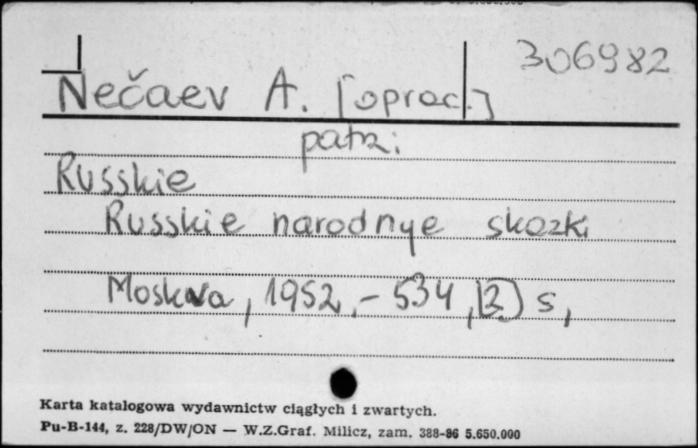 306982
Nečaev A. [oprac.]
patrz:
Russkie
Russkie narodnye skazki
Moskva, 1952. – 534, [2] s,
Karta katalogowa wydawnictw ciągłych i zwartych.
Pu-B-144, z. 228/DW/ON — W.Z.Graf. Milicz, zam. 388-86 5.650.000